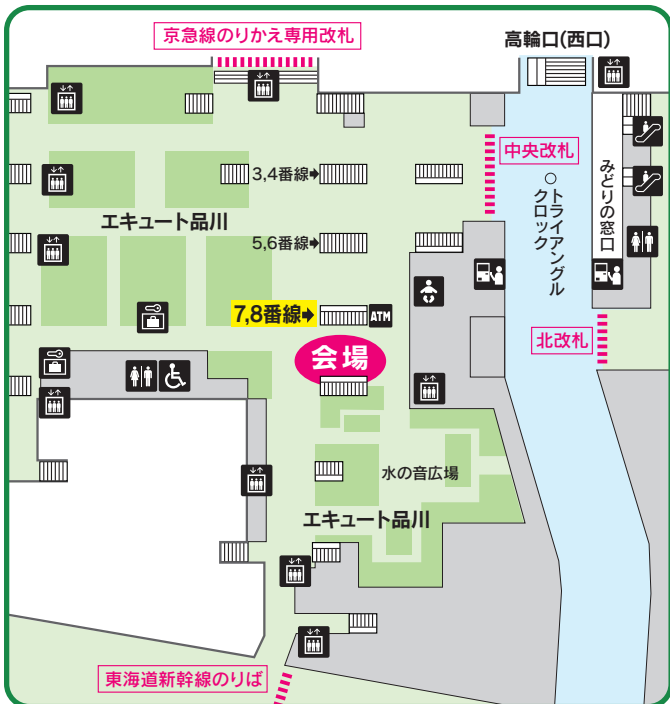 京急線のりかえ専用改札
高輪口(西口)
中央改札
3,4番線➡
みどりの窓口
トライアングル
クロック
エキュート品川
5,6番線➡
7,8番線➡
ATM
会場
北改札
水の音広場
エキュート品川
東海道新幹線のりば